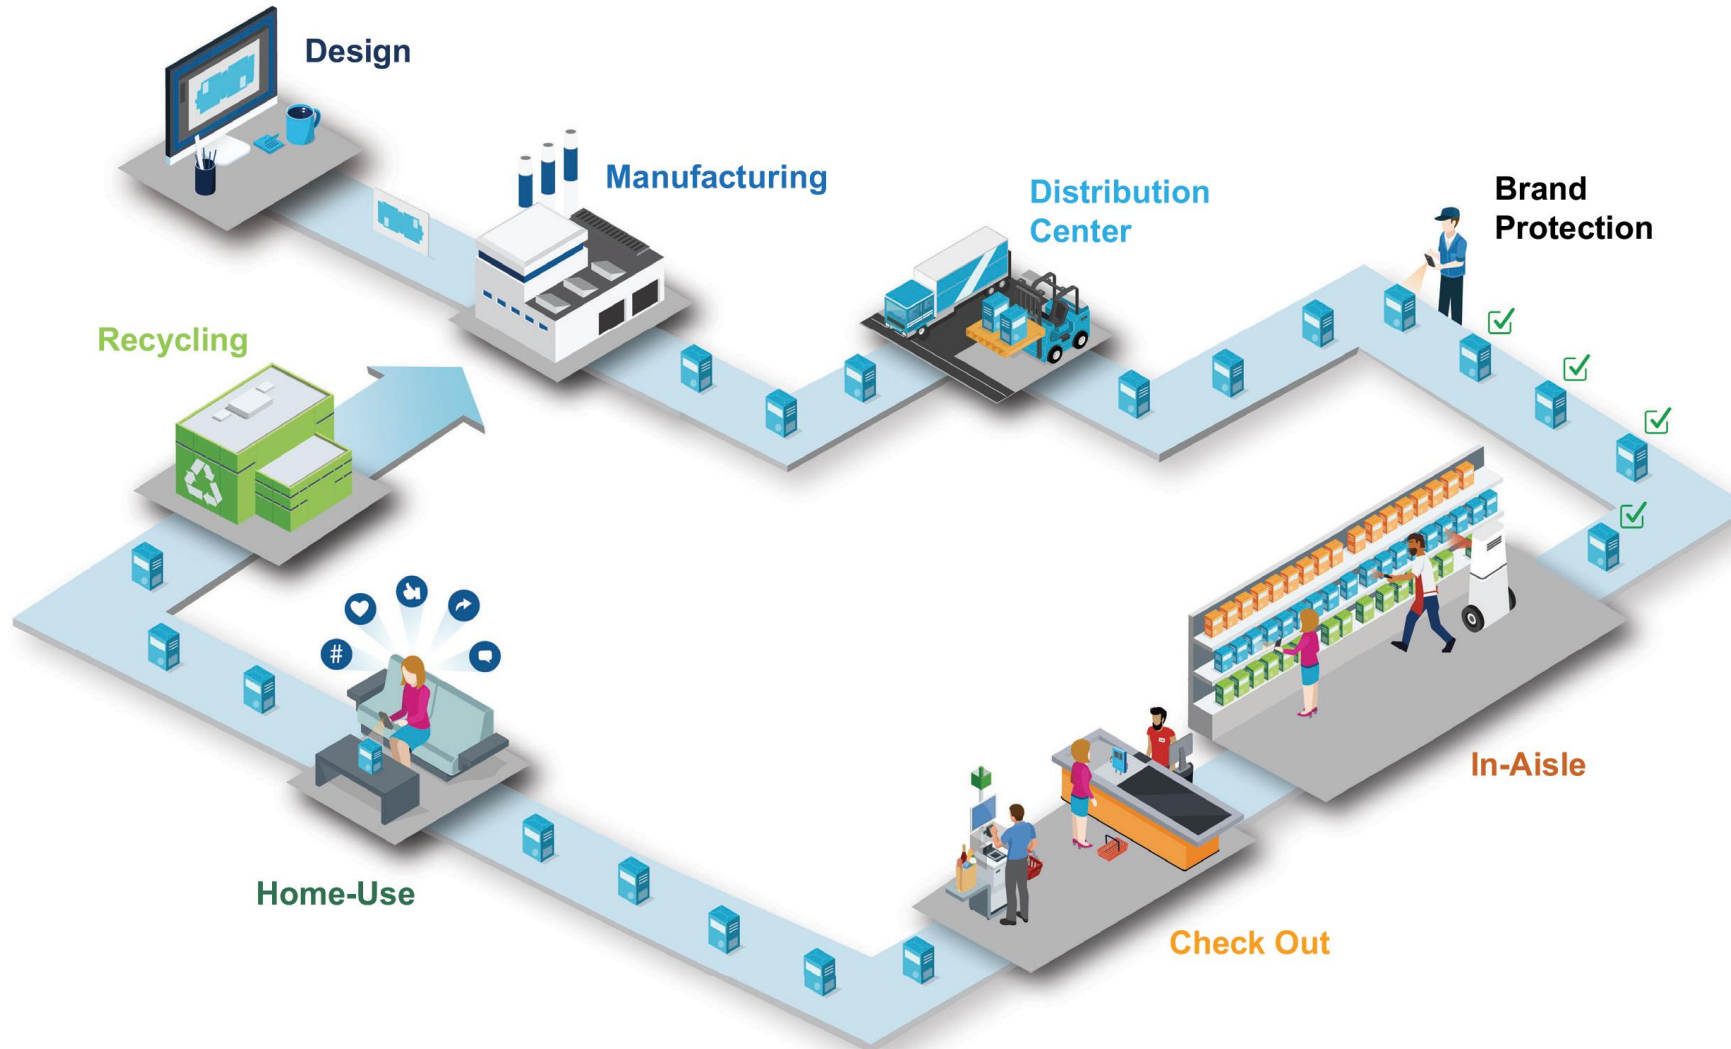 Design
Manufacturing
Distribution
Center
Brand
Protection
Recycling
#
In-Aisle
Home-Use
Check Out